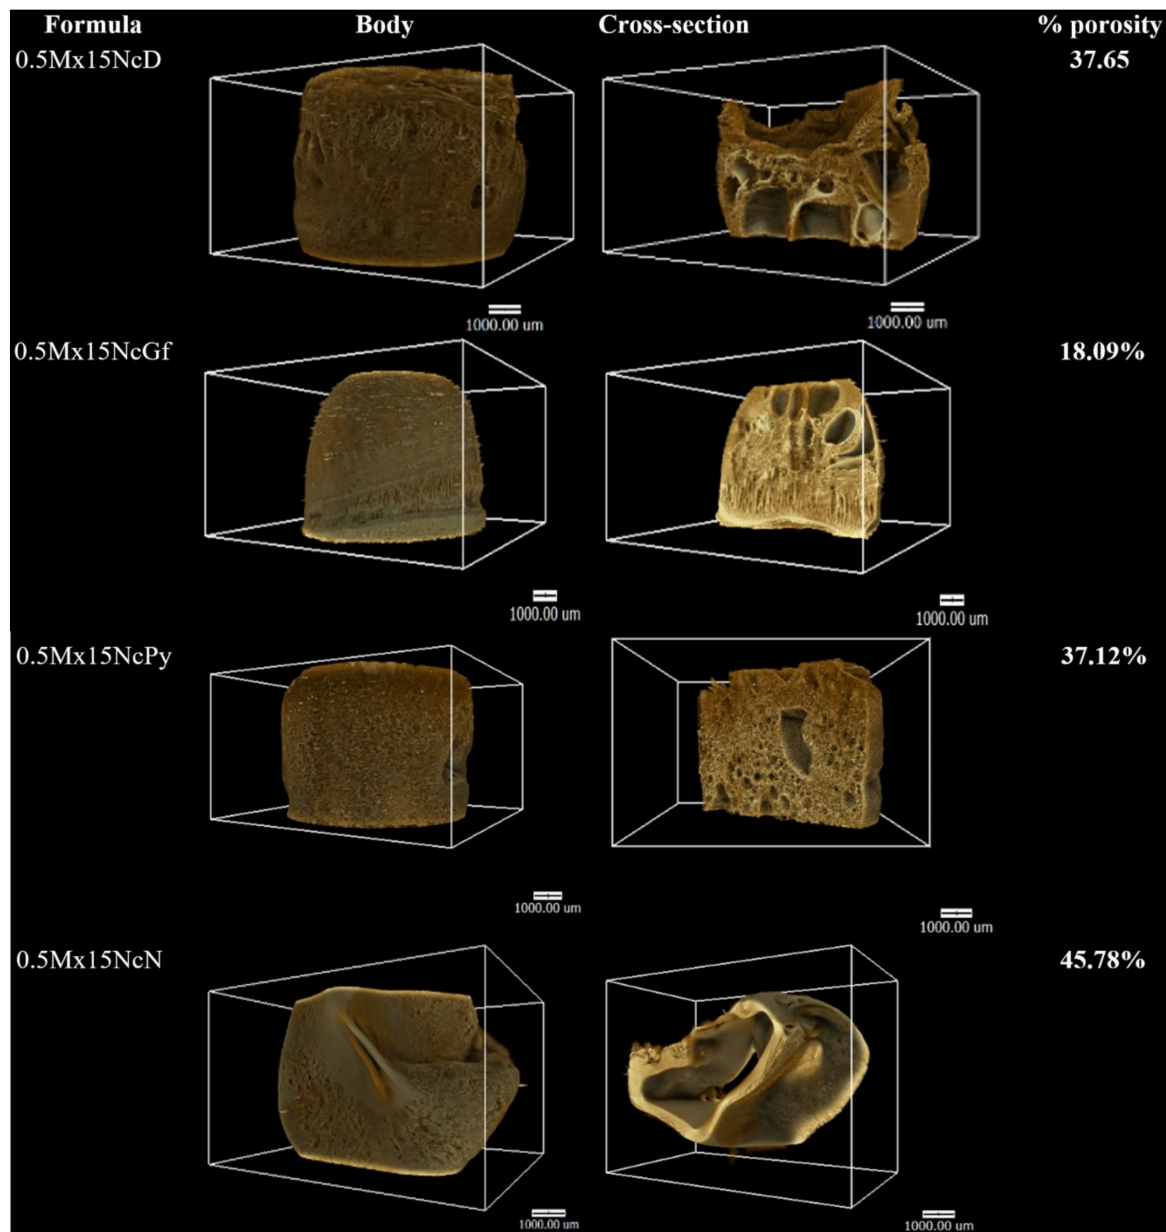 Formula Body Cross-section % porosity
0.5Mx15NcD 37.65
1000.00 um 1000.00 um
0.5Mx15NcGf 18.09%
1000.00 um 1000.00 um
0.5Mx15NcPy 37.12%
1000.00 um 1000.00 um
0.5Mx15NcN 45.78%
1000.00 um 1000.00 um